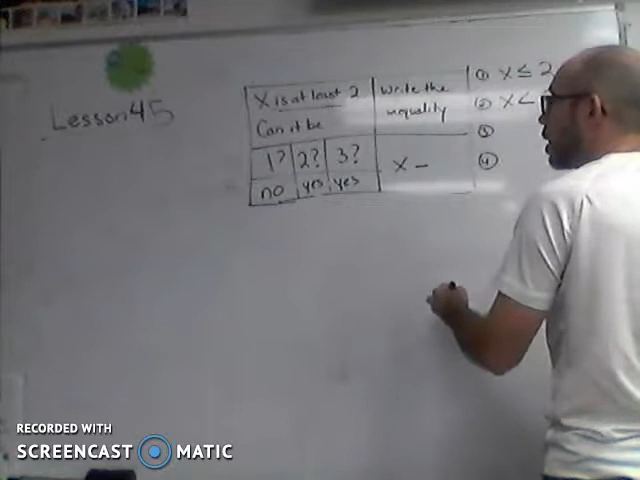 Lesson 45
X is at least 2
Can it be
1? 2? 3?
no yes yes
Write the
inequality
X –
① X ≤ 2
② X <
③
④
RECORDED WITH
SCREENCAST MATIC